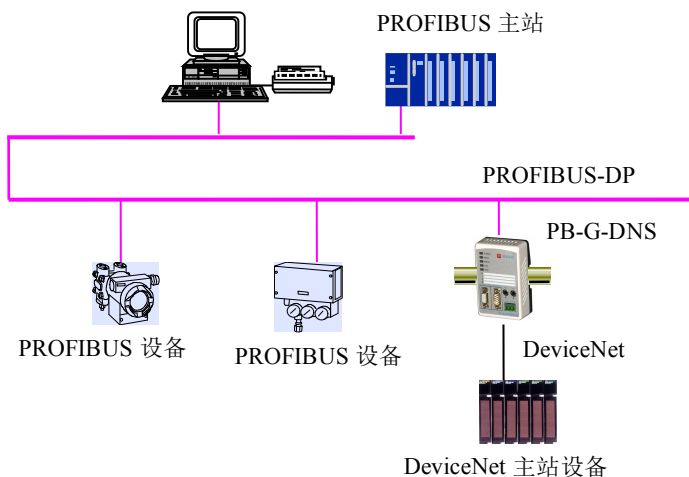 PROFIBUS 主站
PROFIBUS-DP
PB-G-DNS
PROFIBUS 设备
PROFIBUS 设备
DeviceNet
DeviceNet 主站设备